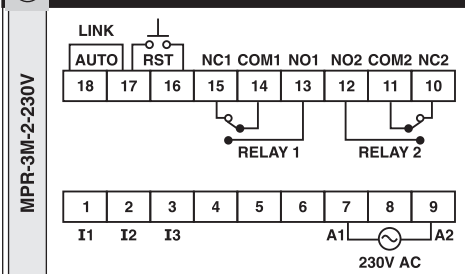 MPR-3M-2-230V
LINK
AUTO RST NC1 COM1 NO1 NO2 COM2 NC2
18 17 16 15 14 13 12 11 10
RELAY 1 RELAY 2
1 2 3 4 5 6 7 8 9
I1 I2 I3 A1 A2
230V AC